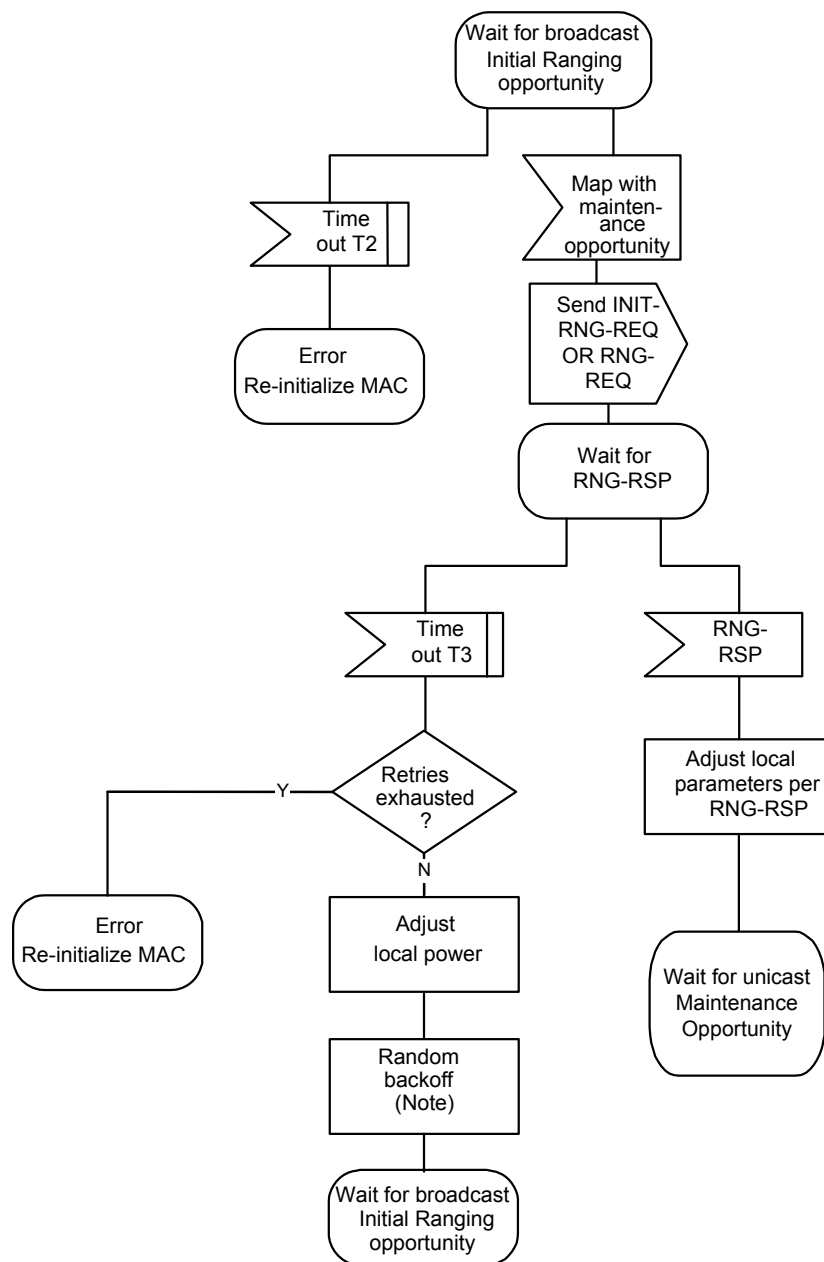 Wait for broadcast
Initial Ranging
opportunity
Time
out T2
Map with
mainten-
ance
opportunity
Error
Re-initialize MAC
Send INIT-
RNG-REQ
OR RNG-
REQ
Wait for
RNG-RSP
Time
out T3
RNG-
RSP
Retries
exhausted
?
Y
N
Adjust local
parameters per
RNG-RSP
Error
Re-initialize MAC
Adjust
local power
Wait for unicast
Maintenance
Opportunity
Random
backoff
(Note)
Wait for broadcast
Initial Ranging
opportunity